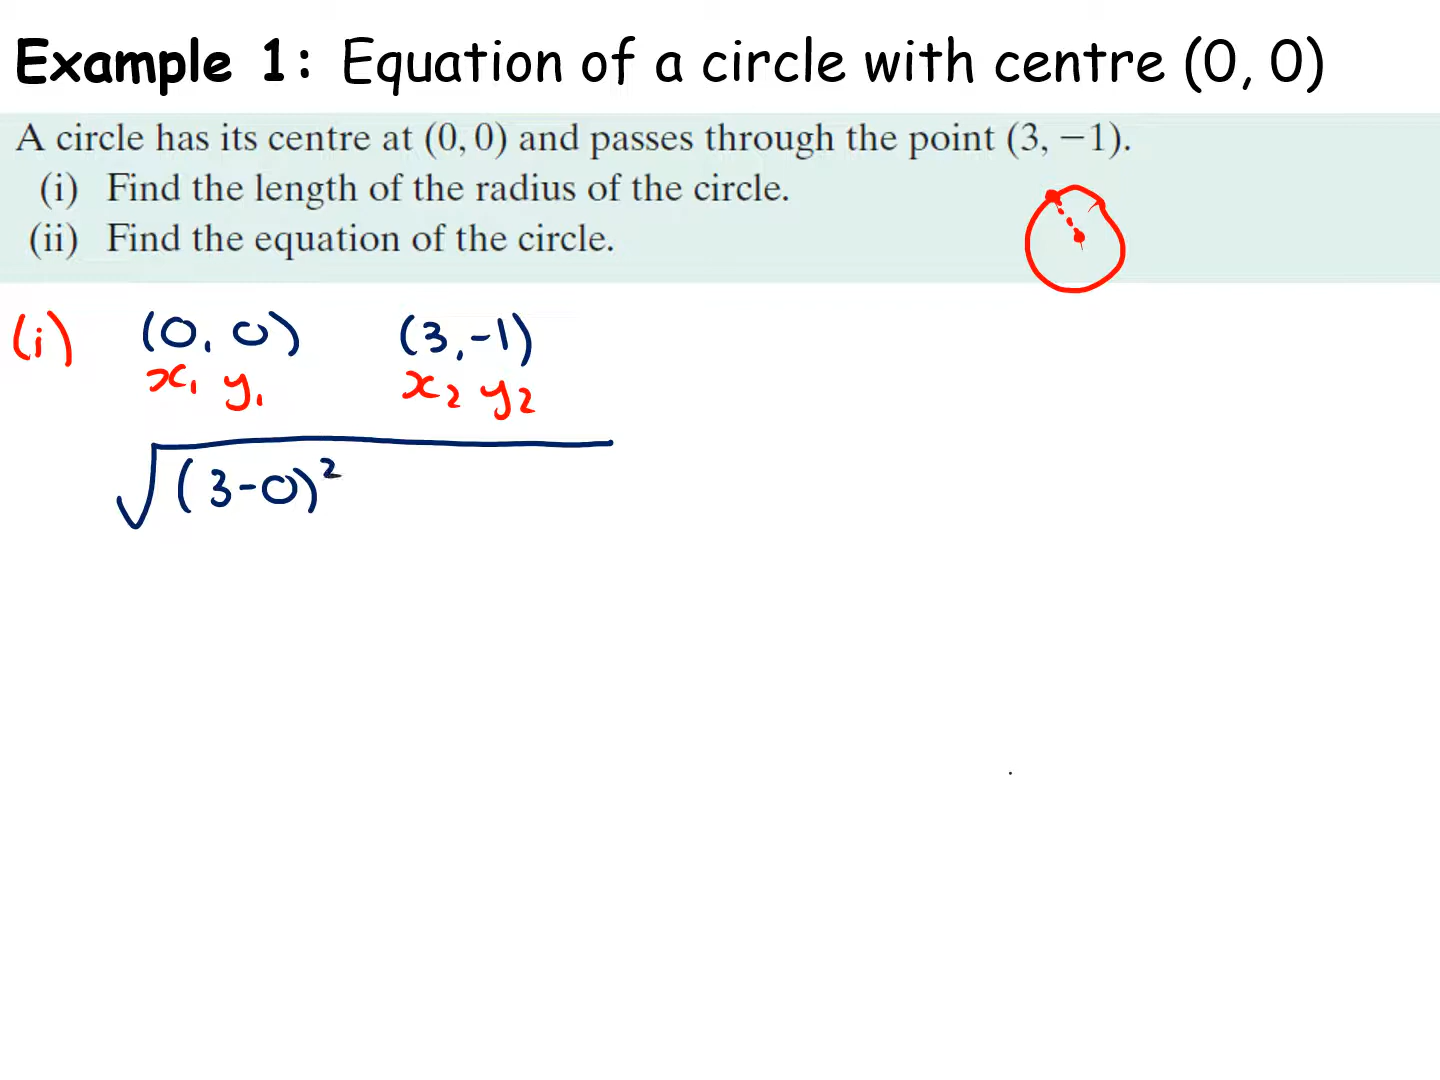 Example 1: Equation of a circle with centre (0, 0)
A circle has its centre at (0, 0) and passes through the point (3, −1).
(i) Find the length of the radius of the circle.
(ii) Find the equation of the circle.
(i) (0, 0) (3, -1)
x₁ y₁ x₂ y₂
√(3-0)²